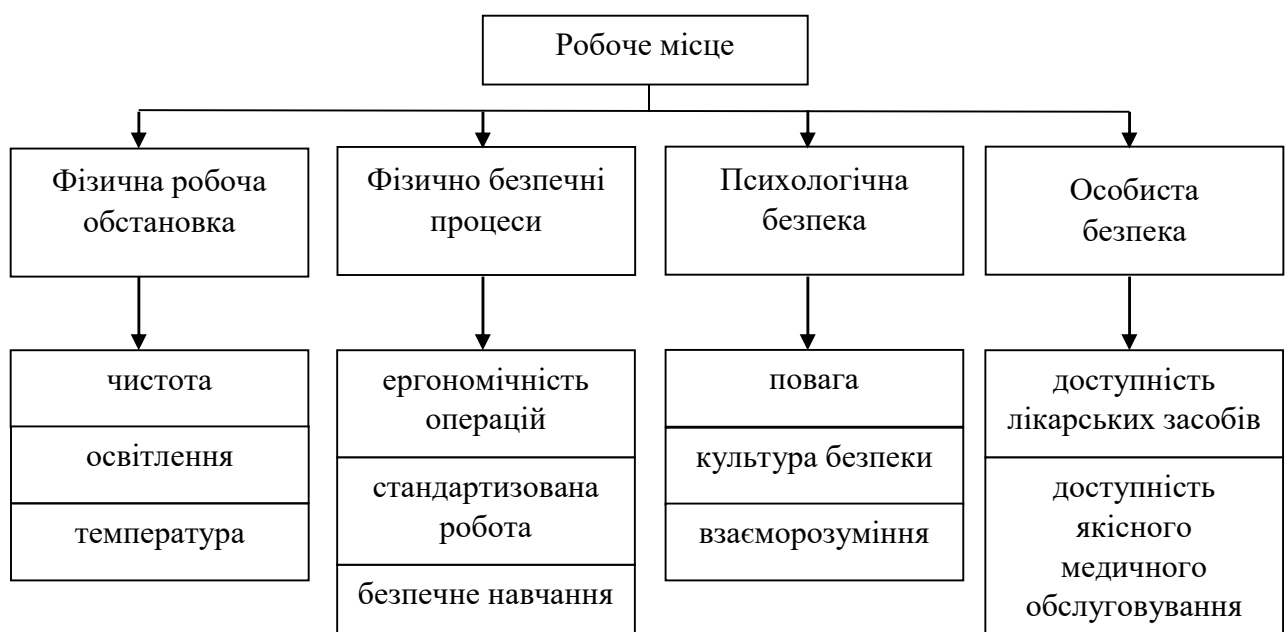 Робоче місце
Фізична робоча
обстановка
Фізично безпечні
процеси
Психологічна
безпека
Особиста
безпека
чистота
освітлення
температура
ергономічність
операцій
стандартизована
робота
безпечне навчання
повага
культура безпеки
взаєморозуміння
доступність
лікарських засобів
доступність
якісного
медичного
обслуговування